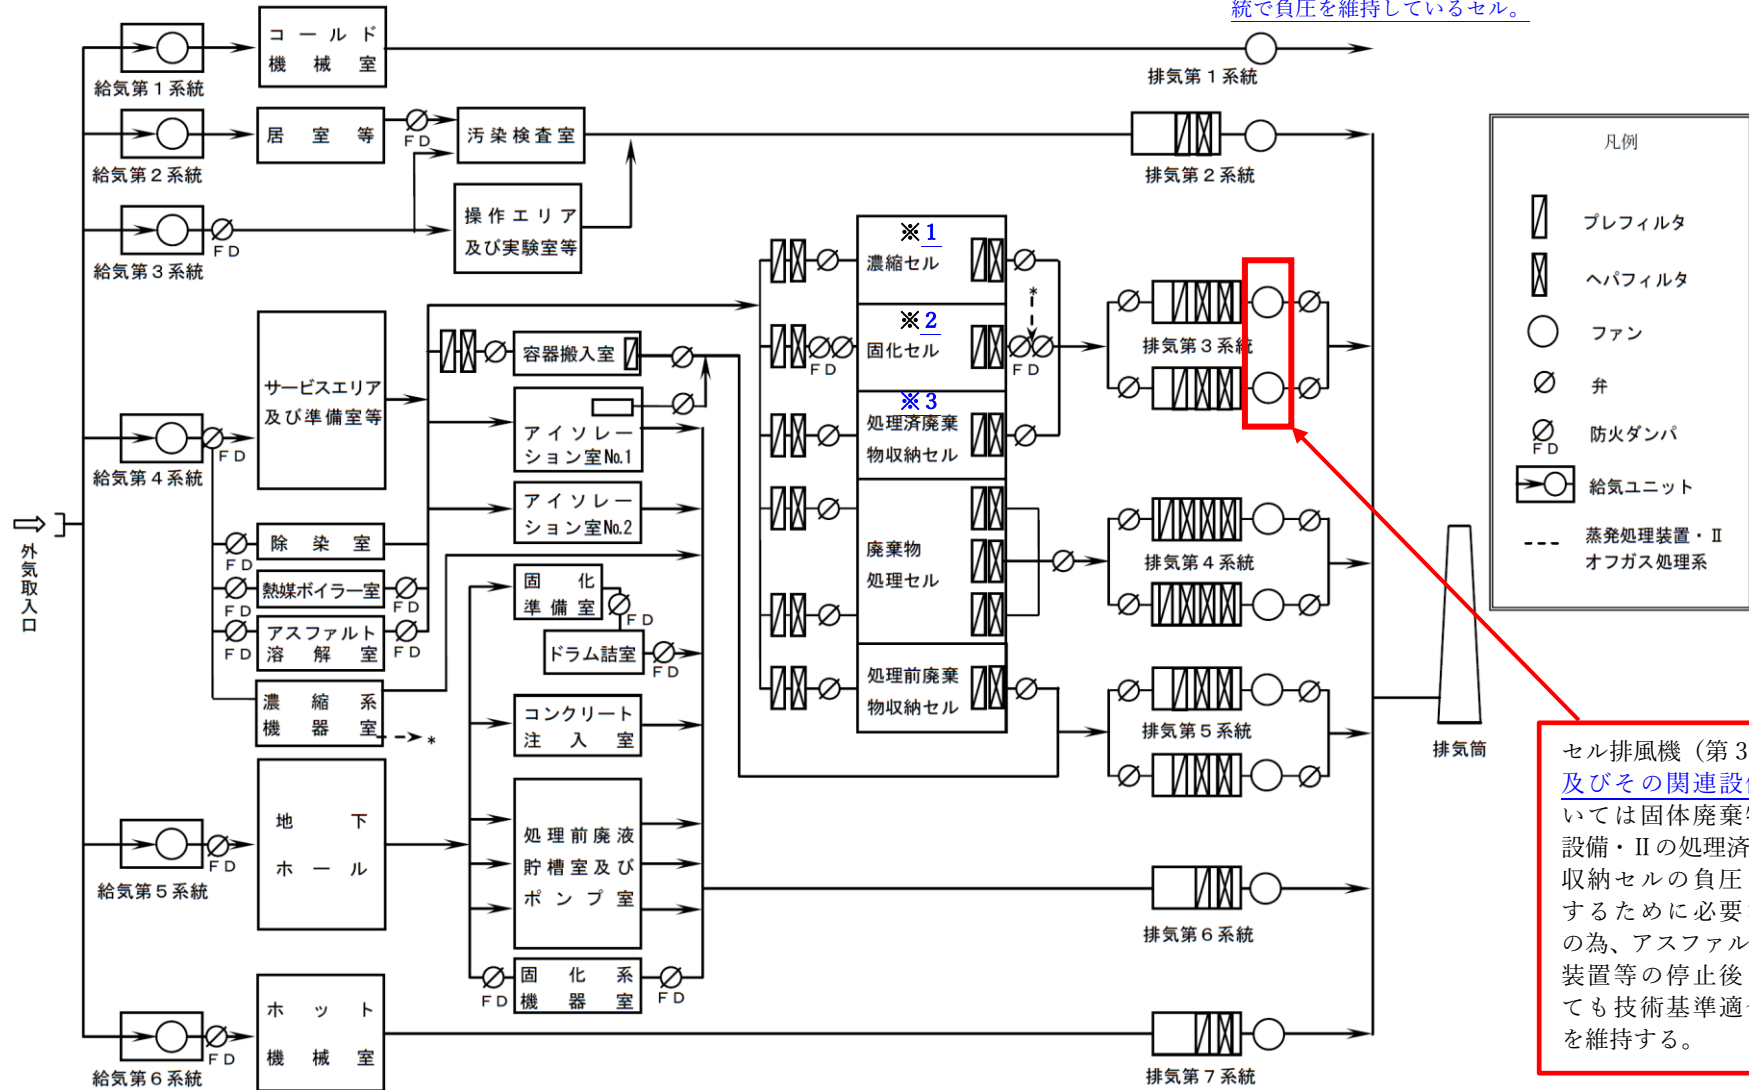 統で負圧を維持しているセル。
コールド
機械室
給気第1系統
排気第1系統
居室等
FD
汚染検査室
給気第2系統
排気第2系統
操作エリア
及び実験室等
FD
給気第3系統
※1
濃縮セル
※2
固化セル
FD
*
FD
※3
処理済廃棄
物収納セル
排気第3系統
サービスエリア
及び準備室等
容器搬入室
アイソレー
ション室No.1
FD
給気第4系統
アイソレー
ション室No.2
廃棄物
処理セル
排気第4系統
外気取入口
除染室
FD
熱媒ボイラー室
FD
FD
アスファルト
溶解室
FD
FD
固化
準備室
FD
ドラム詰室
FD
処理前廃棄
物収納セル
排気第5系統
濃縮系
機器室
*
コンクリート
注入室
地下
ホール
FD
給気第5系統
処理前廃液
貯槽室及び
ポンプ室
排気第6系統
FD
固化系
機器室
FD
ホット
機械室
FD
給気第6系統
排気第7系統
排気筒
凡例
プレフィルタ
ヘパフィルタ
ファン
弁
防火ダンパ
FD
給気ユニット
蒸発処理装置・Ⅱ
オフガス処理系
セル排風機（第3
及びその関連設
いては固体廃棄
設備・Ⅱの処理済
収納セルの負圧
するために必要
の為、アスファル
装置等の停止後
ても技術基準適
を維持する。